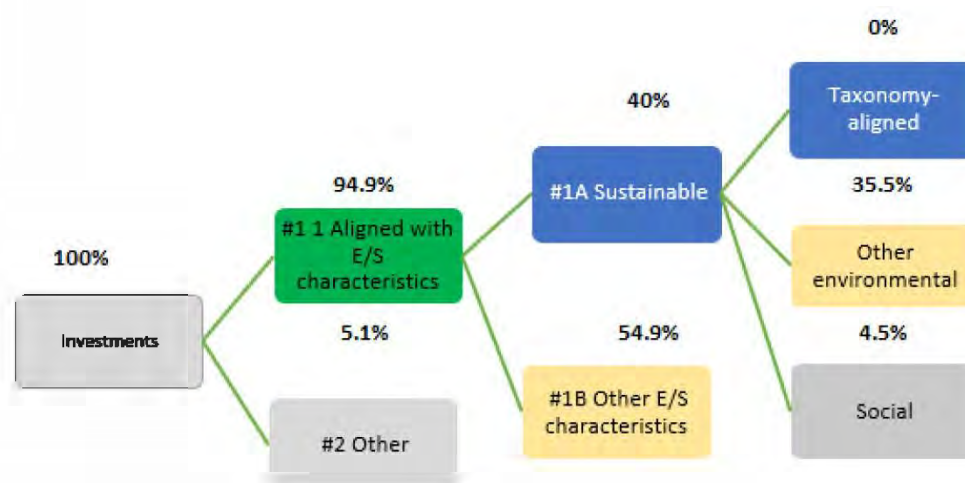 0%
Taxonomy-
aligned
40%
#1A Sustainable
94.9%
#1 1 Aligned with
E/S
characteristics
35.5%
Other
environmental
100%
Investments
5.1%
#2 Other
54.9%
#1B Other E/S
characteristics
4.5%
Social